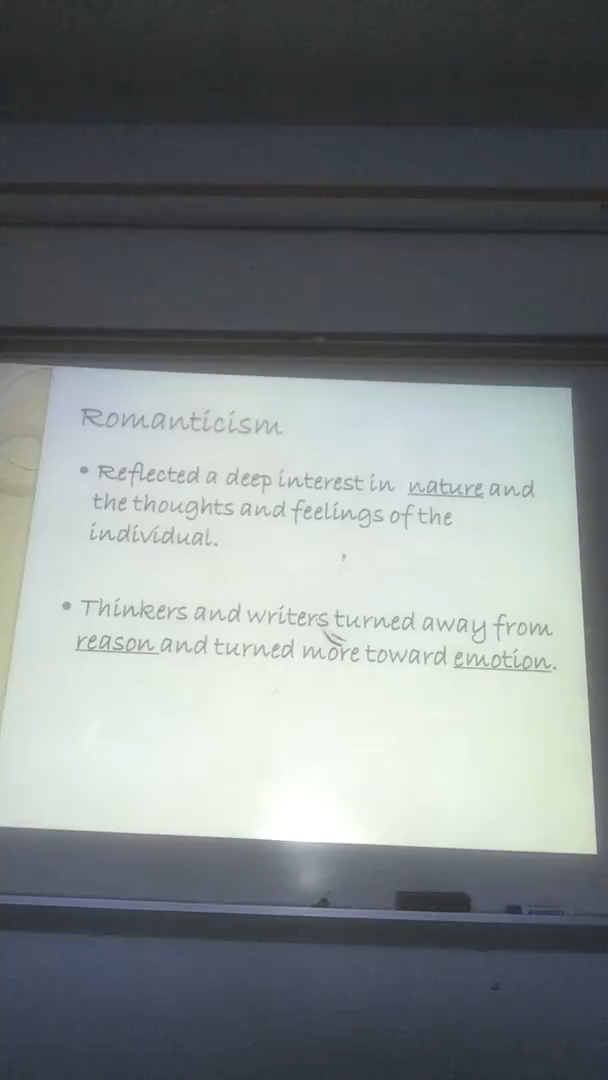 Romanticism
• Reflected a deep interest in nature and
the thoughts and feelings of the
individual.
• Thinkers and writers turned away from
reason and turned more toward emotion.